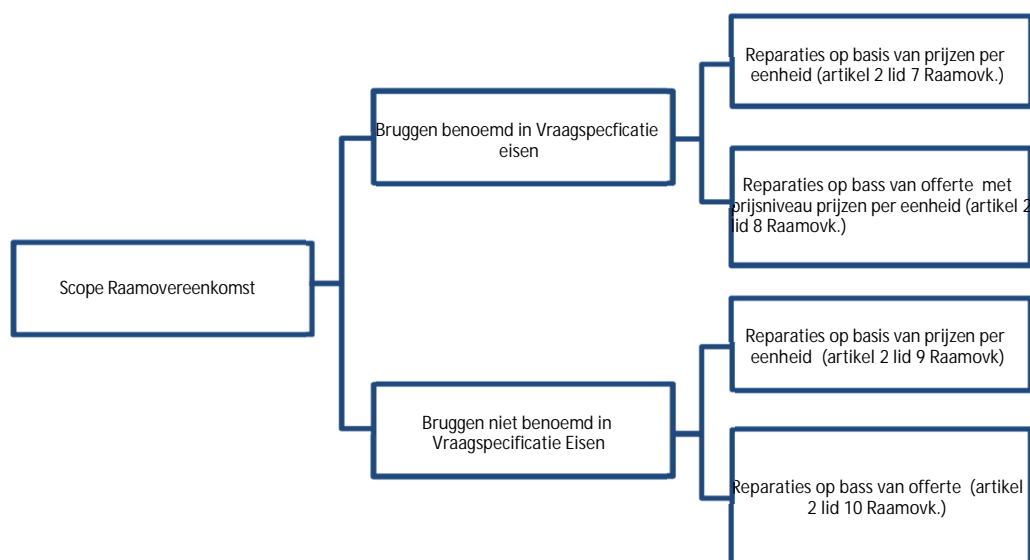 Reparaties op basis van prijzen per
eenheid (artikel 2 lid 7 Raamovk.)
Bruggen benoemd in Vraagspecficatie
eisen
Reparaties op bass van offerte met
prijsniveau prijzen per eenheid (artikel 2
lid 8 Raamovk.)
Scope Raamovereenkomst
Reparaties op basis van prijzen per
eenheid (artikel 2 lid 9 Raamovk)
Bruggen niet benoemd in
Vraagspecificatie Eisen
Reparaties op bass van offerte (artikel
2 lid 10 Raamovk.)